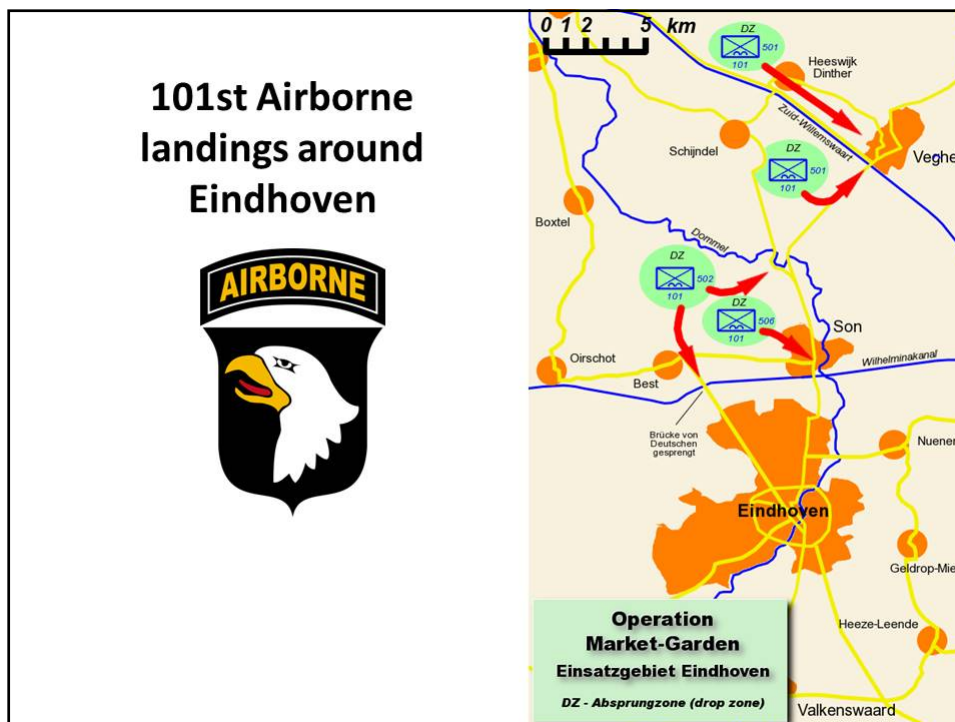 101st Airborne
landings around
Eindhoven
AIRBORNE
0 1 2 5 km
DZ
501
101
Heeswijk
Dinther
Zuid-Willemswaart
Schijndel
DZ
501
101
Veghe
Boxtel
Dommel
DZ
502
101
DZ
506
101
Son
Oirschot
Best
Wilhelminakanal
Brücke von
Deutschen
gesprengt
Nuenen
Eindhoven
Geldrop-Mie
Heeze-Leende
Operation
Market-Garden
Einsatzgebiet Eindhoven
DZ - Absprungzone (drop zone)
Valkenswaard